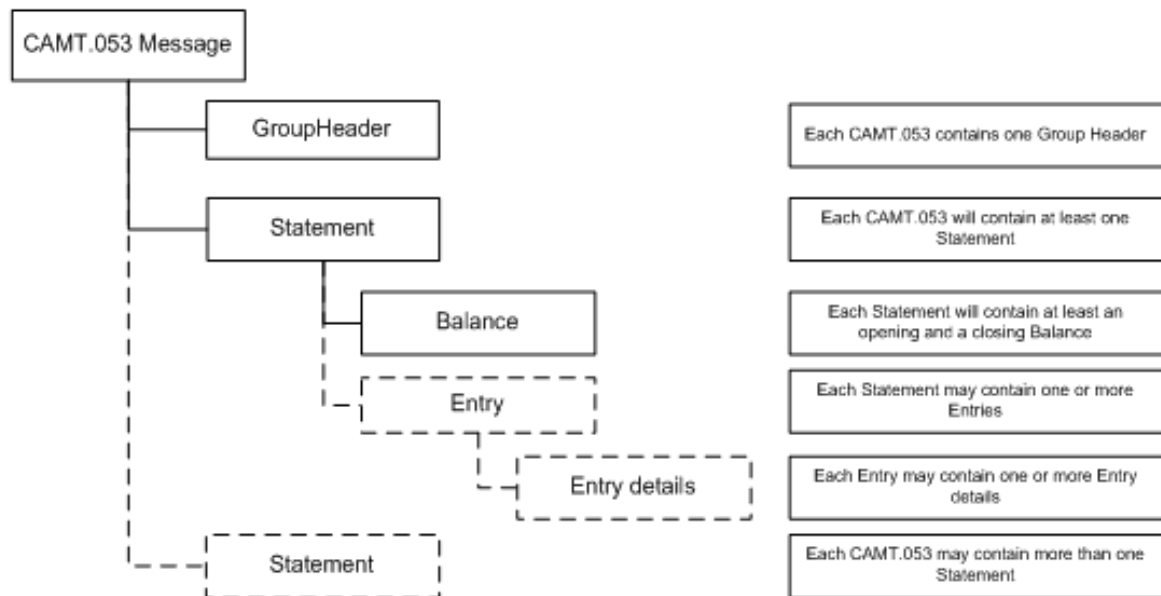 CAMT.053 Message
GroupHeader
Each CAMT.053 contains one Group Header
Statement
Each CAMT.053 will contain at least one
Statement
Balance
Each Statement will contain at least an
opening and a closing Balance
Entry
Each Statement may contain one or more
Entries
Entry details
Each Entry may contain one or more Entry
details
Statement
Each CAMT.053 may contain more than one
Statement